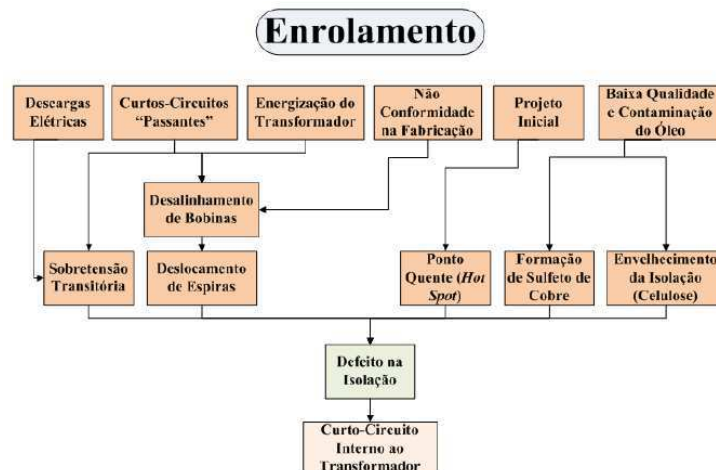 Enrolamento
Descargas
Elétricas
Curtos-Circuitos
“Passantes”
Energização do
Transformador
Não
Conformidade
na Fabricação
Projeto
Inicial
Baixa Qualidade
e Contaminação
do Óleo
Desalinhamento
de Bobinas
Sobretensão
Transitória
Deslocamento
de Espiras
Ponto
Quente (Hot
Spot)
Formação
de Sulfeto de
Cobre
Envelhecimento
da Isolação
(Celulose)
Defeito na
Isolação
Curto-Circuito
Interno ao
Transformador